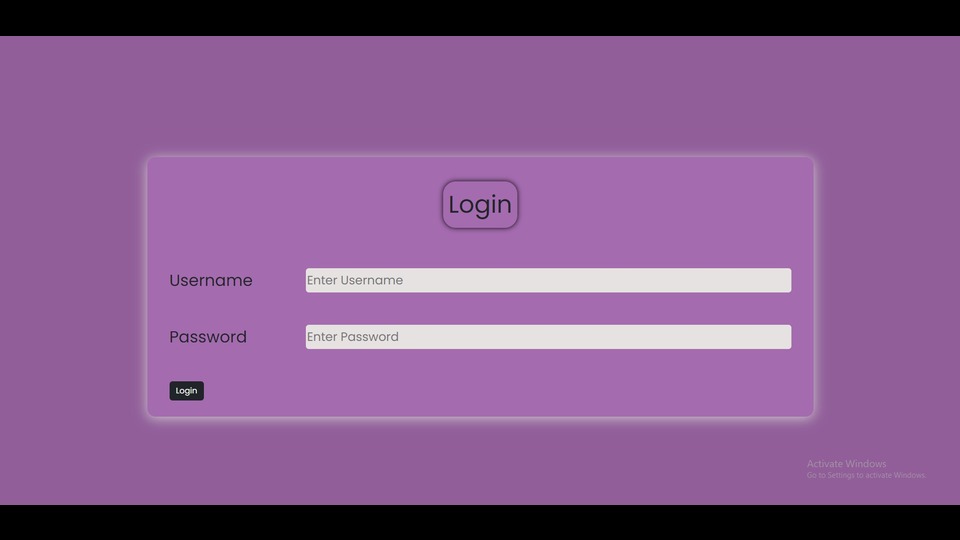 Login
Username
Enter Username
Password
Enter Password
Login
Activate Windows
Go to Settings to activate Windows.